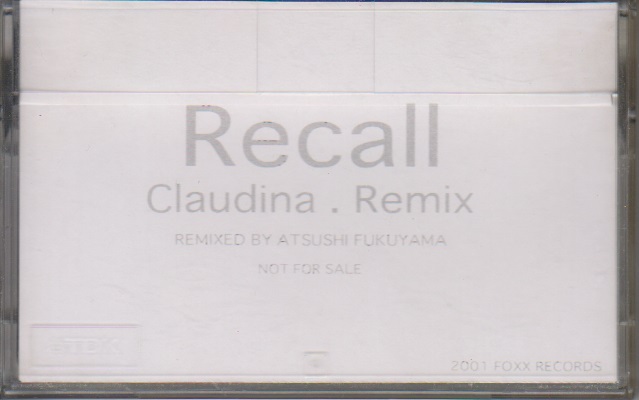 Recall
Claudina . Remix
REMIXED BY ATSUSHI FUKUYAMA
NOT FOR SALE
2001 FOXX RECORDS